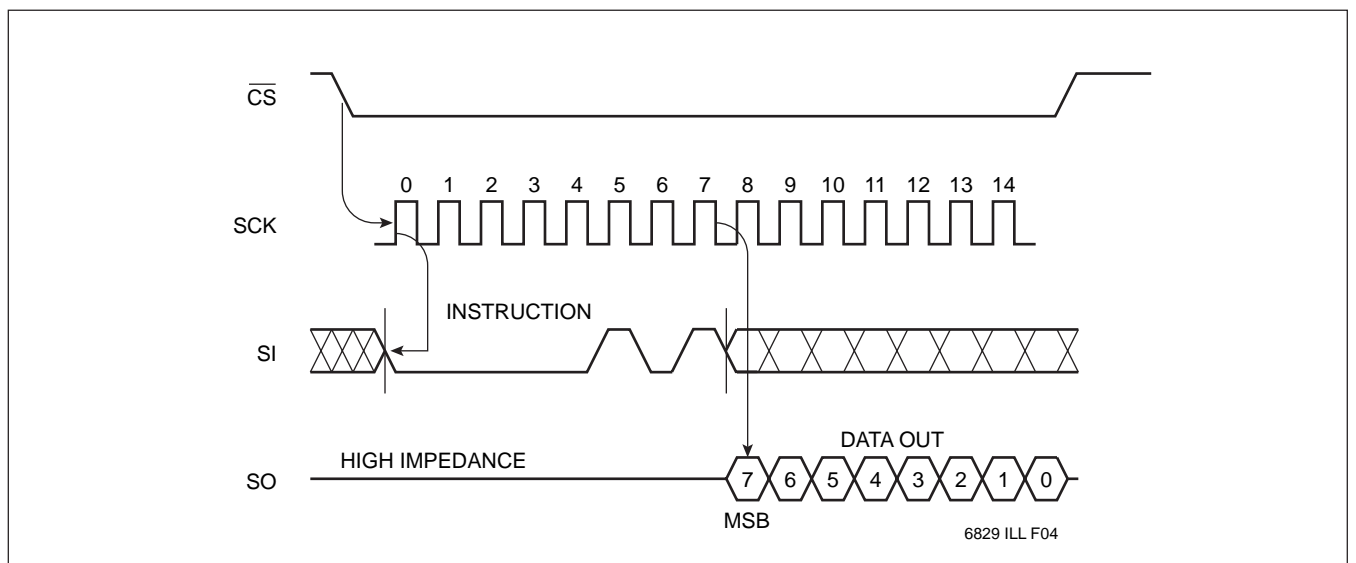 CS
0 1 2 3 4 5 6 7 8 9 10 11 12 13 14
SCK
INSTRUCTION
SI
DATA OUT
HIGH IMPEDANCE
SO
7 6 5 4 3 2 1 0
MSB
6829 ILL F04